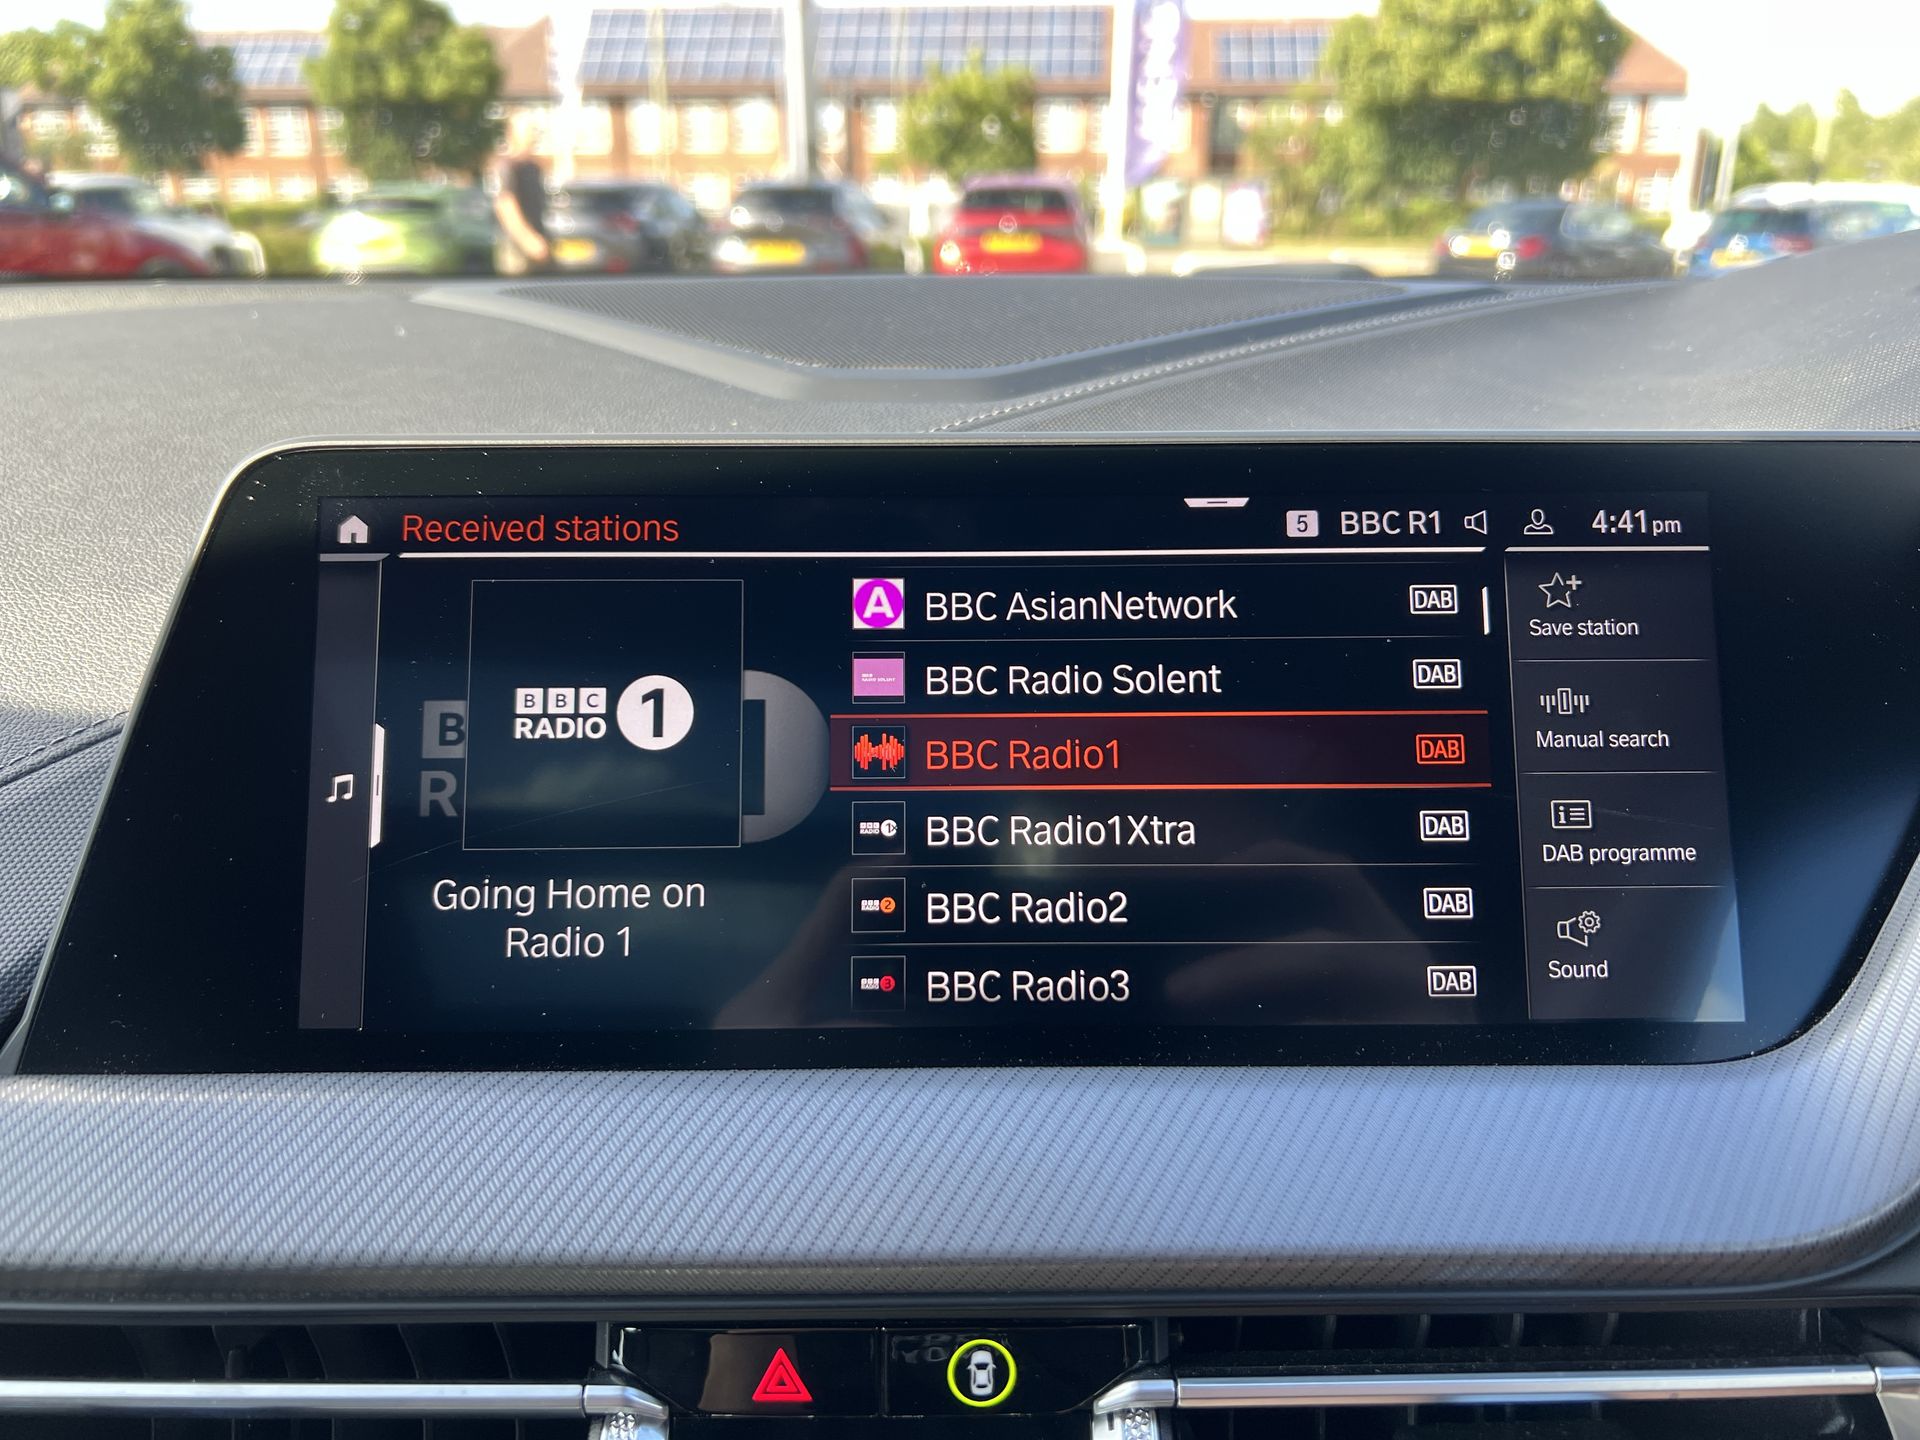 Received stations
5 BBC R1 4:41 pm
BBC
RADIO 1
Going Home on
Radio 1
A BBC AsianNetwork DAB
BBC Radio Solent DAB
BBC Radio1 DAB
BBC Radio1Xtra DAB
BBC Radio2 DAB
BBC Radio3 DAB
Save station
Manual search
DAB programme
Sound